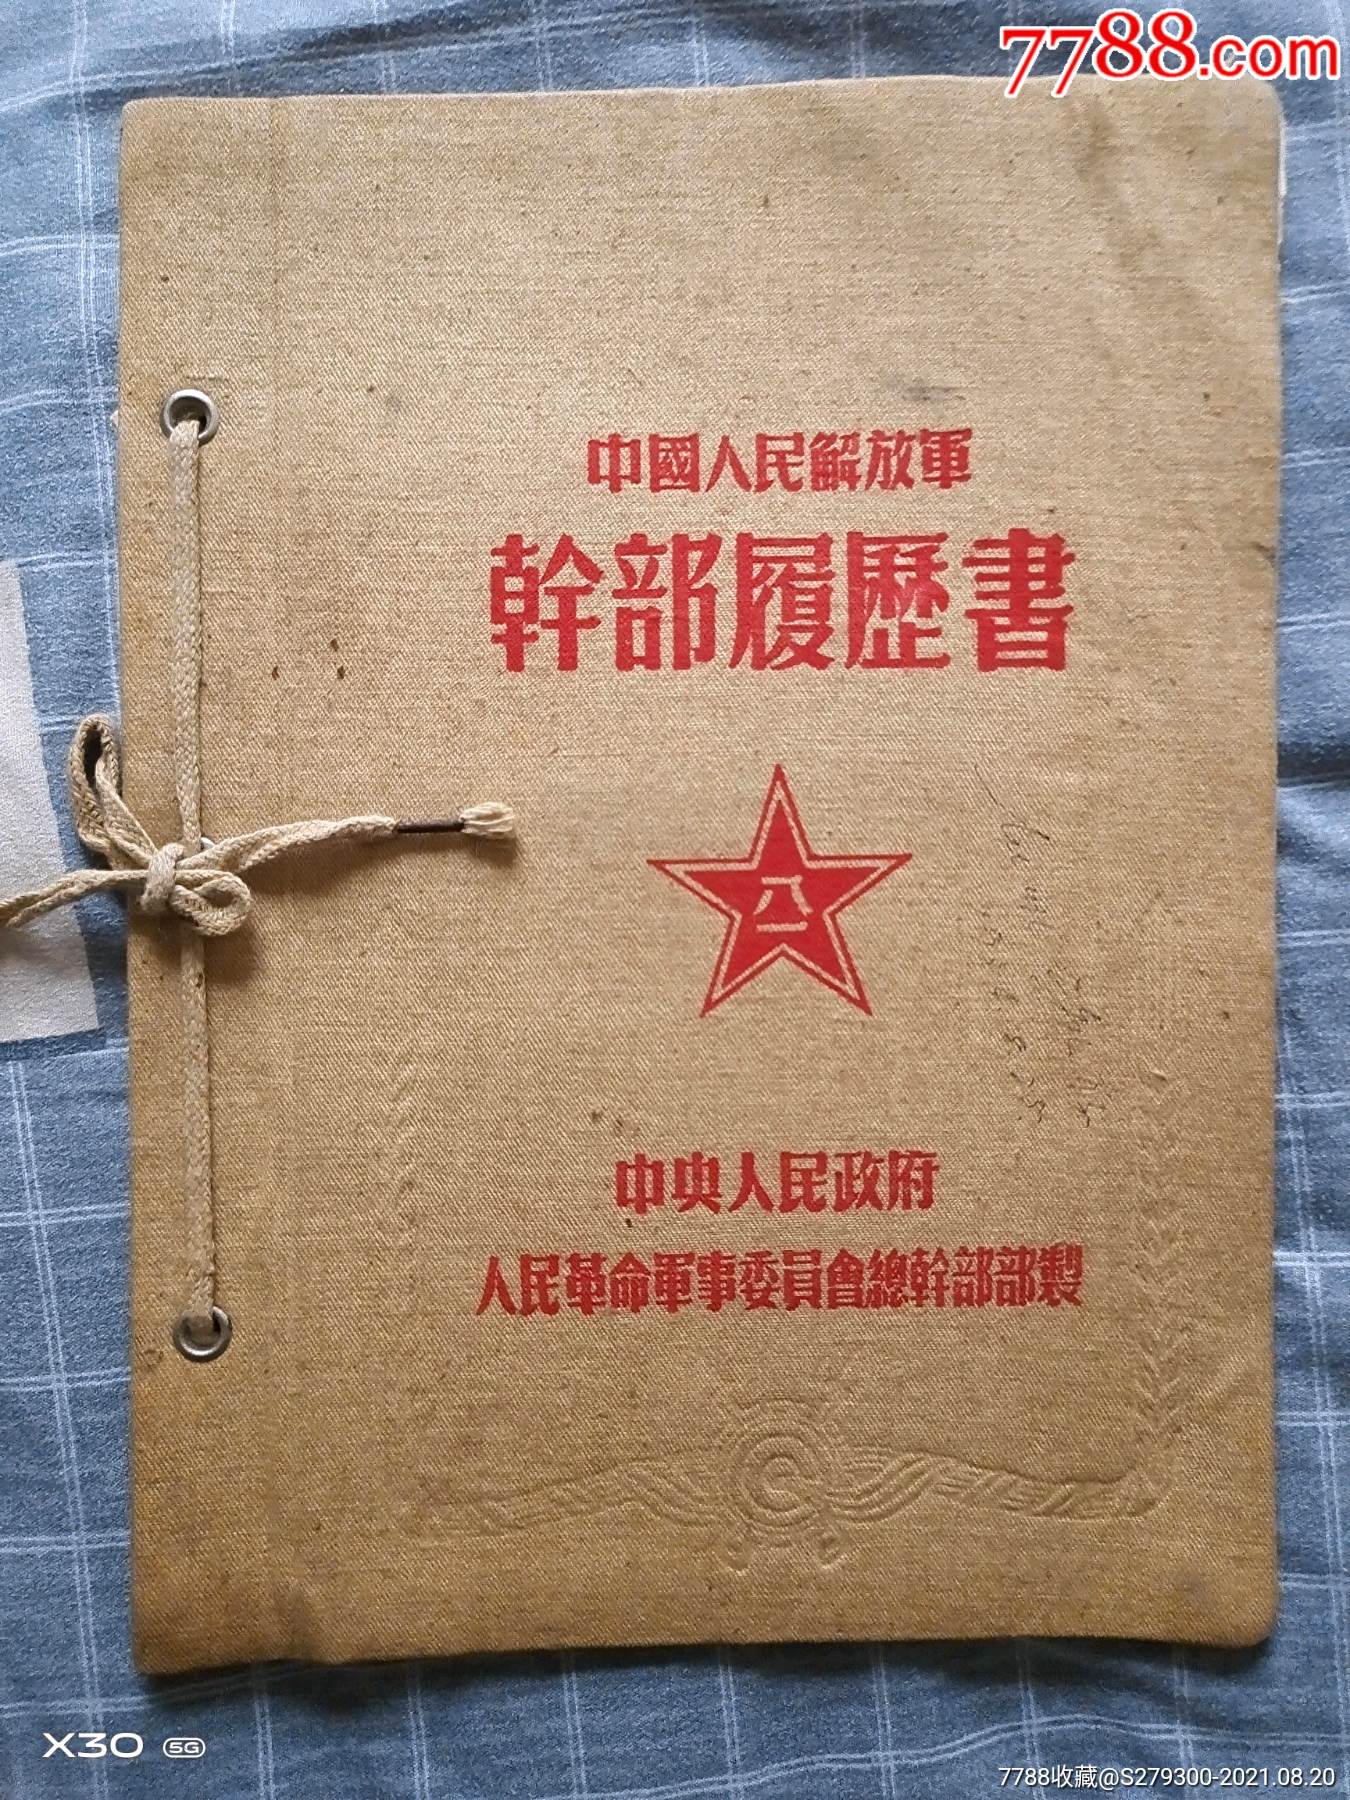 7788.com
中國人民解放軍
幹部履歷書
八一
中央人民政府
人民革命軍事委員會總幹部部製
X30 5G
7788收藏@S279300-2021.08.20